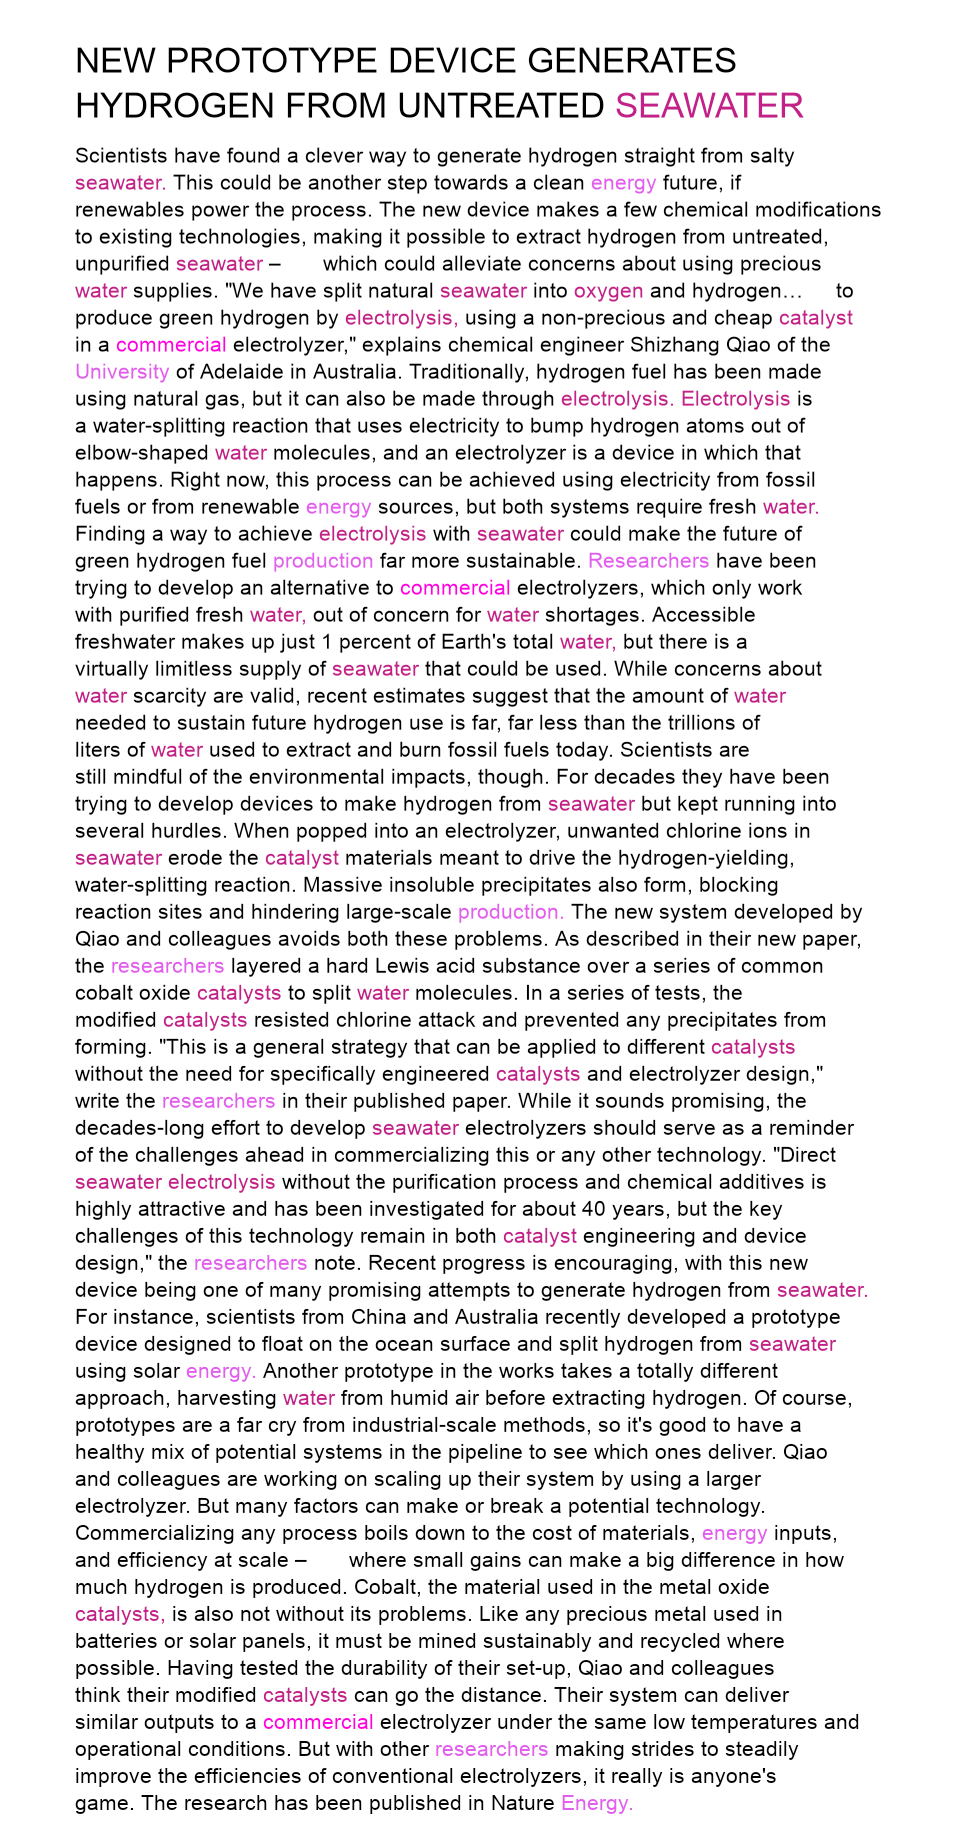 NEW PROTOTYPE DEVICE GENERATES
HYDROGEN FROM UNTREATED SEAWATER
Scientists have found a clever way to generate hydrogen straight from salty
seawater. This could be another step towards a clean energy future, if
renewables power the process. The new device makes a few chemical modifications
to existing technologies, making it possible to extract hydrogen from untreated,
unpurified seawater – which could alleviate concerns about using precious
water supplies. "We have split natural seawater into oxygen and hydrogen… to
produce green hydrogen by electrolysis, using a non-precious and cheap catalyst
in a commercial electrolyzer," explains chemical engineer Shizhang Qiao of the
University of Adelaide in Australia. Traditionally, hydrogen fuel has been made
using natural gas, but it can also be made through electrolysis. Electrolysis is
a water-splitting reaction that uses electricity to bump hydrogen atoms out of
elbow-shaped water molecules, and an electrolyzer is a device in which that
happens. Right now, this process can be achieved using electricity from fossil
fuels or from renewable energy sources, but both systems require fresh water.
Finding a way to achieve electrolysis with seawater could make the future of
green hydrogen fuel production far more sustainable. Researchers have been
trying to develop an alternative to commercial electrolyzers, which only work
with purified fresh water, out of concern for water shortages. Accessible
freshwater makes up just 1 percent of Earth's total water, but there is a
virtually limitless supply of seawater that could be used. While concerns about
water scarcity are valid, recent estimates suggest that the amount of water
needed to sustain future hydrogen use is far, far less than the trillions of
liters of water used to extract and burn fossil fuels today. Scientists are
still mindful of the environmental impacts, though. For decades they have been
trying to develop devices to make hydrogen from seawater but kept running into
several hurdles. When popped into an electrolyzer, unwanted chlorine ions in
seawater erode the catalyst materials meant to drive the hydrogen-yielding,
water-splitting reaction. Massive insoluble precipitates also form, blocking
reaction sites and hindering large-scale production. The new system developed by
Qiao and colleagues avoids both these problems. As described in their new paper,
the researchers layered a hard Lewis acid substance over a series of common
cobalt oxide catalysts to split water molecules. In a series of tests, the
modified catalysts resisted chlorine attack and prevented any precipitates from
forming. "This is a general strategy that can be applied to different catalysts
without the need for specifically engineered catalysts and electrolyzer design,"
write the researchers in their published paper. While it sounds promising, the
decades-long effort to develop seawater electrolyzers should serve as a reminder
of the challenges ahead in commercializing this or any other technology. "Direct
seawater electrolysis without the purification process and chemical additives is
highly attractive and has been investigated for about 40 years, but the key
challenges of this technology remain in both catalyst engineering and device
design," the researchers note. Recent progress is encouraging, with this new
device being one of many promising attempts to generate hydrogen from seawater.
For instance, scientists from China and Australia recently developed a prototype
device designed to float on the ocean surface and split hydrogen from seawater
using solar energy. Another prototype in the works takes a totally different
approach, harvesting water from humid air before extracting hydrogen. Of course,
prototypes are a far cry from industrial-scale methods, so it's good to have a
healthy mix of potential systems in the pipeline to see which ones deliver. Qiao
and colleagues are working on scaling up their system by using a larger
electrolyzer. But many factors can make or break a potential technology.
Commercializing any process boils down to the cost of materials, energy inputs,
and efficiency at scale – where small gains can make a big difference in how
much hydrogen is produced. Cobalt, the material used in the metal oxide
catalysts, is also not without its problems. Like any precious metal used in
batteries or solar panels, it must be mined sustainably and recycled where
possible. Having tested the durability of their set-up, Qiao and colleagues
think their modified catalysts can go the distance. Their system can deliver
similar outputs to a commercial electrolyzer under the same low temperatures and
operational conditions. But with other researchers making strides to steadily
improve the efficiencies of conventional electrolyzers, it really is anyone's
game. The research has been published in Nature Energy.